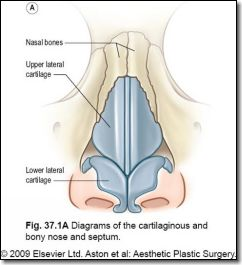 A
Nasal bones
Upper lateral
cartilage
Lower lateral
cartilage
Fig. 37.1A Diagrams of the cartilaginous and
bony nose and septum.
© 2009 Elsevier Ltd. Aston et al: Aesthetic Plastic Surgery.